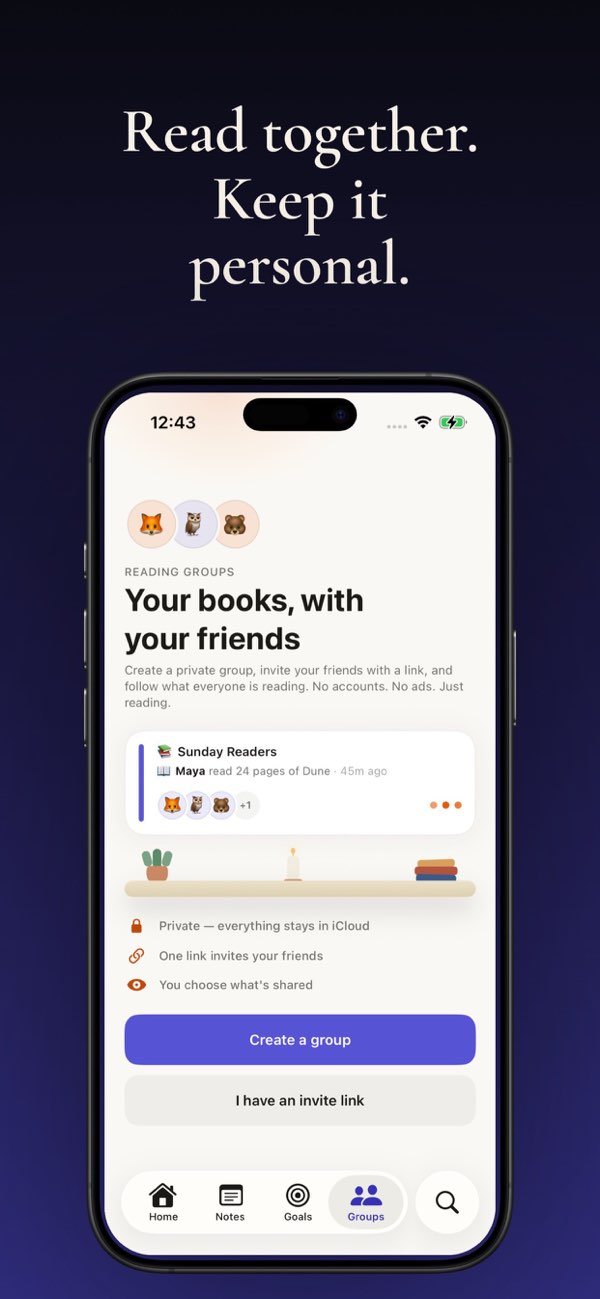 Read together.
Keep it
personal.
12:43
READING GROUPS
Your books, with
your friends
Create a private group, invite your friends with a link, and
follow what everyone is reading. No accounts. No ads. Just
reading.
📚 Sunday Readers
📖 Maya read 24 pages of Dune · 45m ago
+1
Private — everything stays in iCloud
One link invites your friends
You choose what's shared
Create a group
I have an invite link
Home Notes Goals Groups